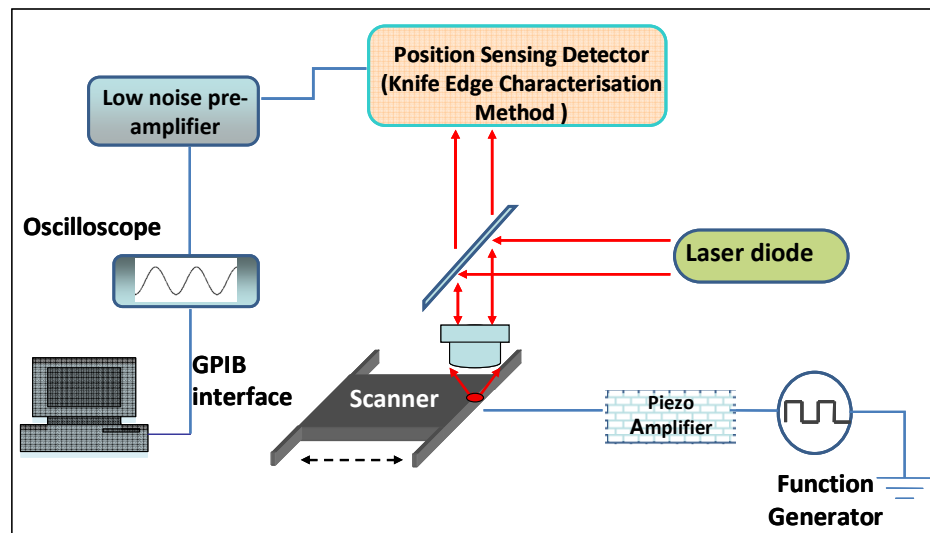 Position Sensing Detector
(Knife Edge Characterisation
Method )
Low noise pre-
amplifier
Oscilloscope
Laser diode
GPIB
interface
Scanner
Piezo
Amplifier
Function
Generator